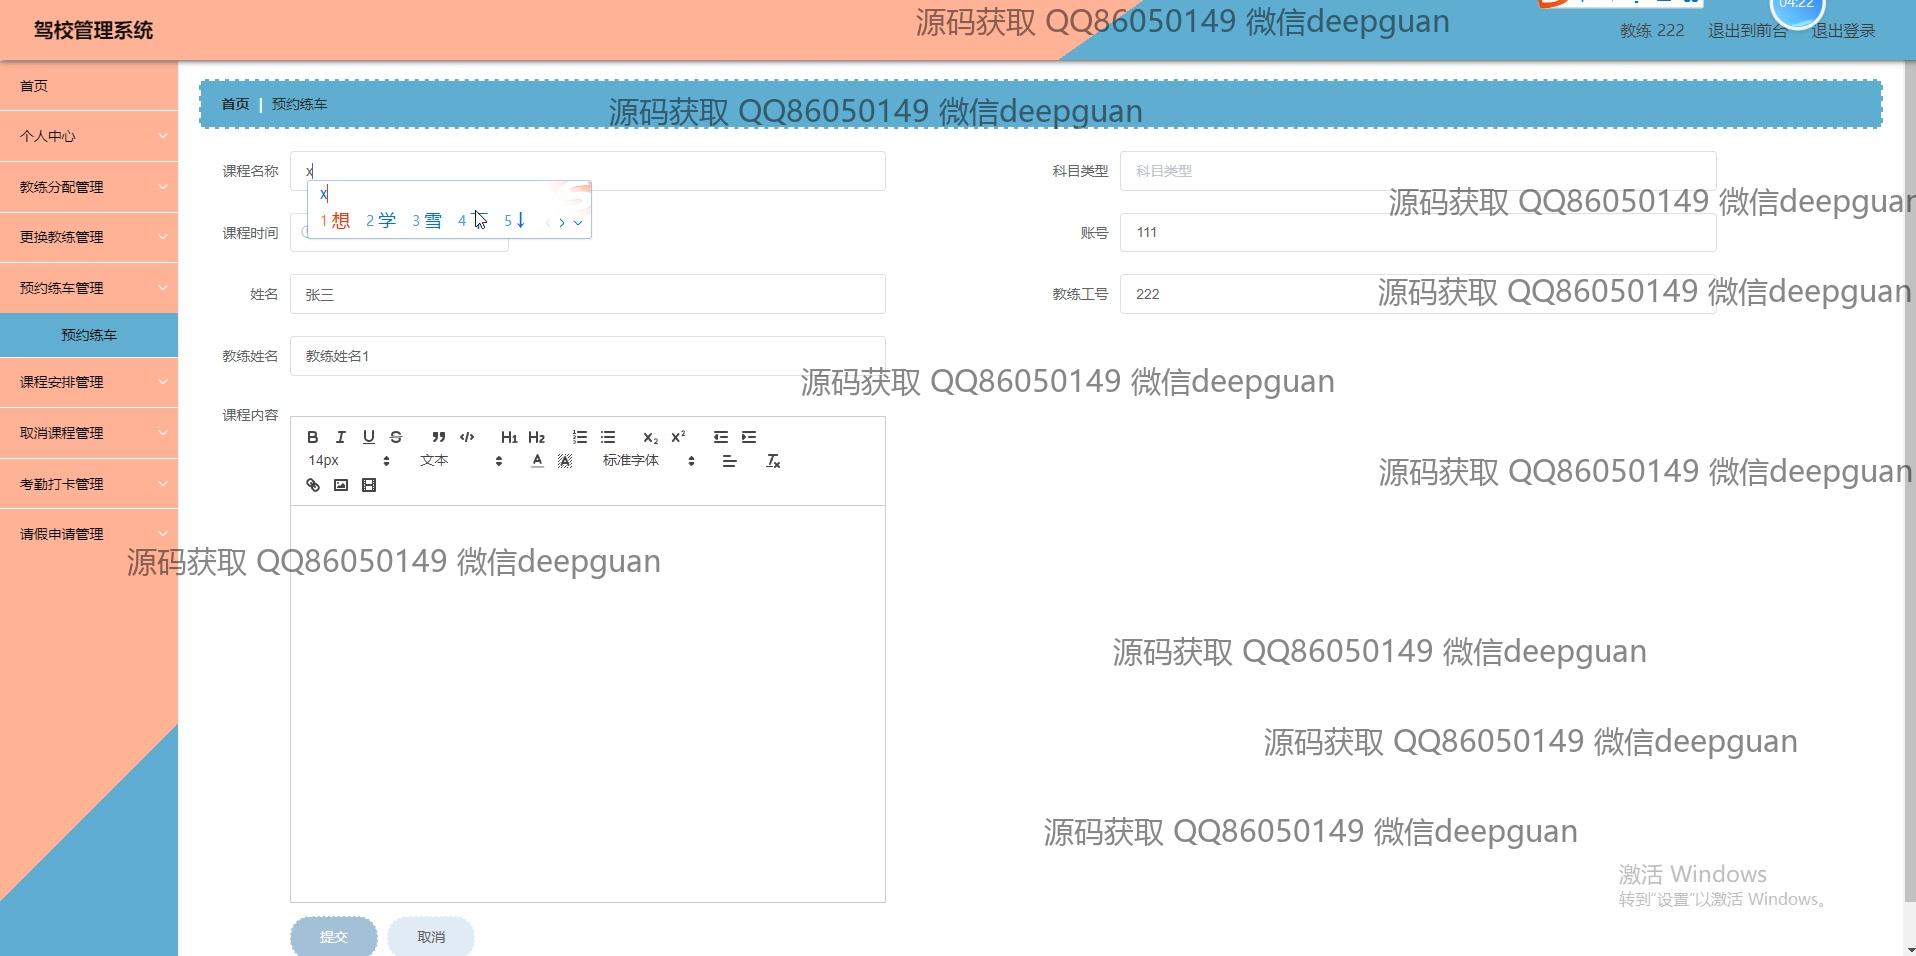 驾校管理系统
源码获取 QQ86050149 微信deepguan
04:22
教练 222
退出到前台
退出登录
首页
个人中心
教练分配管理
更换教练管理
预约练车管理
预约练车
课程安排管理
取消课程管理
考勤打卡管理
请假申请管理
首页 | 预约练车
源码获取 QQ86050149 微信deepguan
课程名称 x
科目类型 科目类型
x
1 想 2 学 3 雪 4 5
源码获取 QQ86050149 微信deepguan
课程时间
账号 111
姓名 张三
教练工号 222
源码获取 QQ86050149 微信deepguan
教练姓名 教练姓名1
源码获取 QQ86050149 微信deepguan
课程内容
B I U S H1 H2 X2 X2
14px 文本 A A 标准字体 Tx
源码获取 QQ86050149 微信deepguan
源码获取 QQ86050149 微信deepguan
源码获取 QQ86050149 微信deepguan
源码获取 QQ86050149 微信deepguan
源码获取 QQ86050149 微信deepguan
激活 Windows
转到“设置”以激活 Windows。
提交
取消